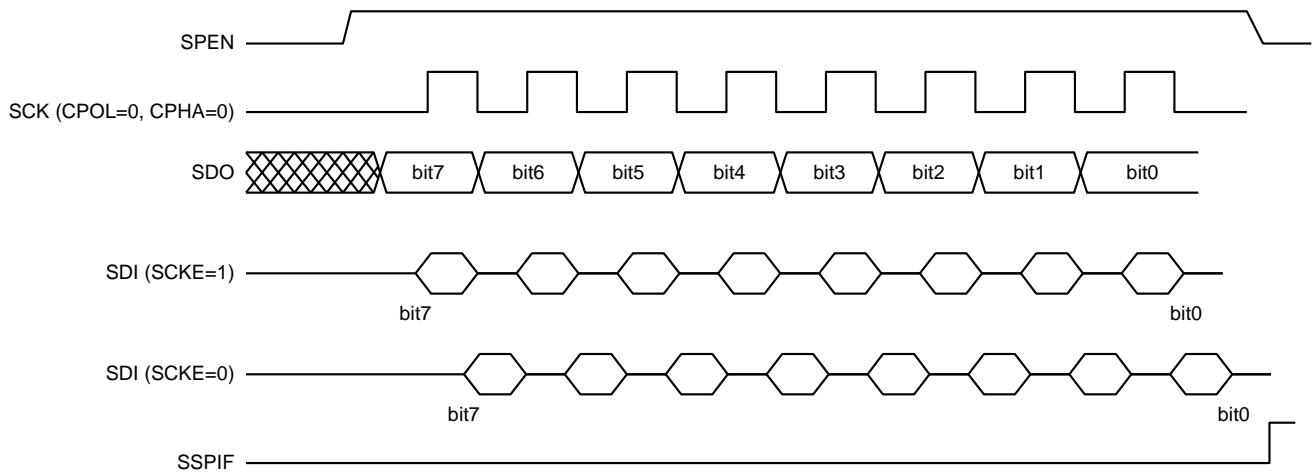 SPEN
SCK (CPOL=0, CPHA=0)
SDO
bit7 bit6 bit5 bit4 bit3 bit2 bit1 bit0
SDI (SCKE=1)
bit7 bit0
SDI (SCKE=0)
bit7 bit0
SSPIF